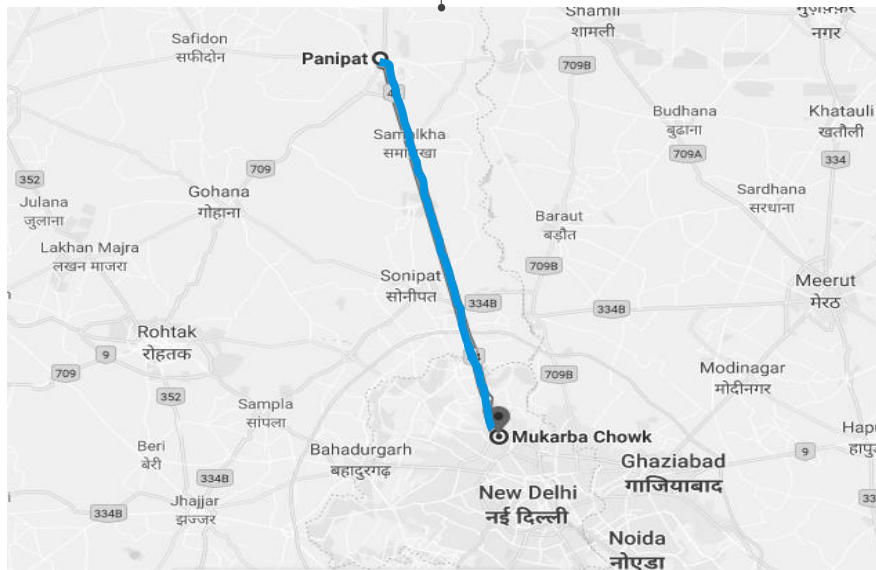 Shamli
शामली
नगर
Safidon
सफीदोन
Panipat
709B
Budhana
बुढाना
Khatauli
खतौली
Samalkha
709A
334
709
352
Julana
जुलाना
Gohana
गोहाना
Sardhana
सरधाना
Baraut
बड़ौत
Lakhan Majra
लखन माजरा
709B
Sonipat
सोनीपत
Meerut
मेरठ
334B
334B
Rohtak
रोहतक
9
709
709B
Modinagar
मोदीनगर
352
Sampla
सांपला
Mukarba Chowk
Beri
बेरी
Bahadurgarh
बहादुरगढ़
9
Ghaziabad
गाजियाबाद
334B
Jhajjar
झज्जर
334B
New Delhi
नई दिल्ली
Noida
नोएडा